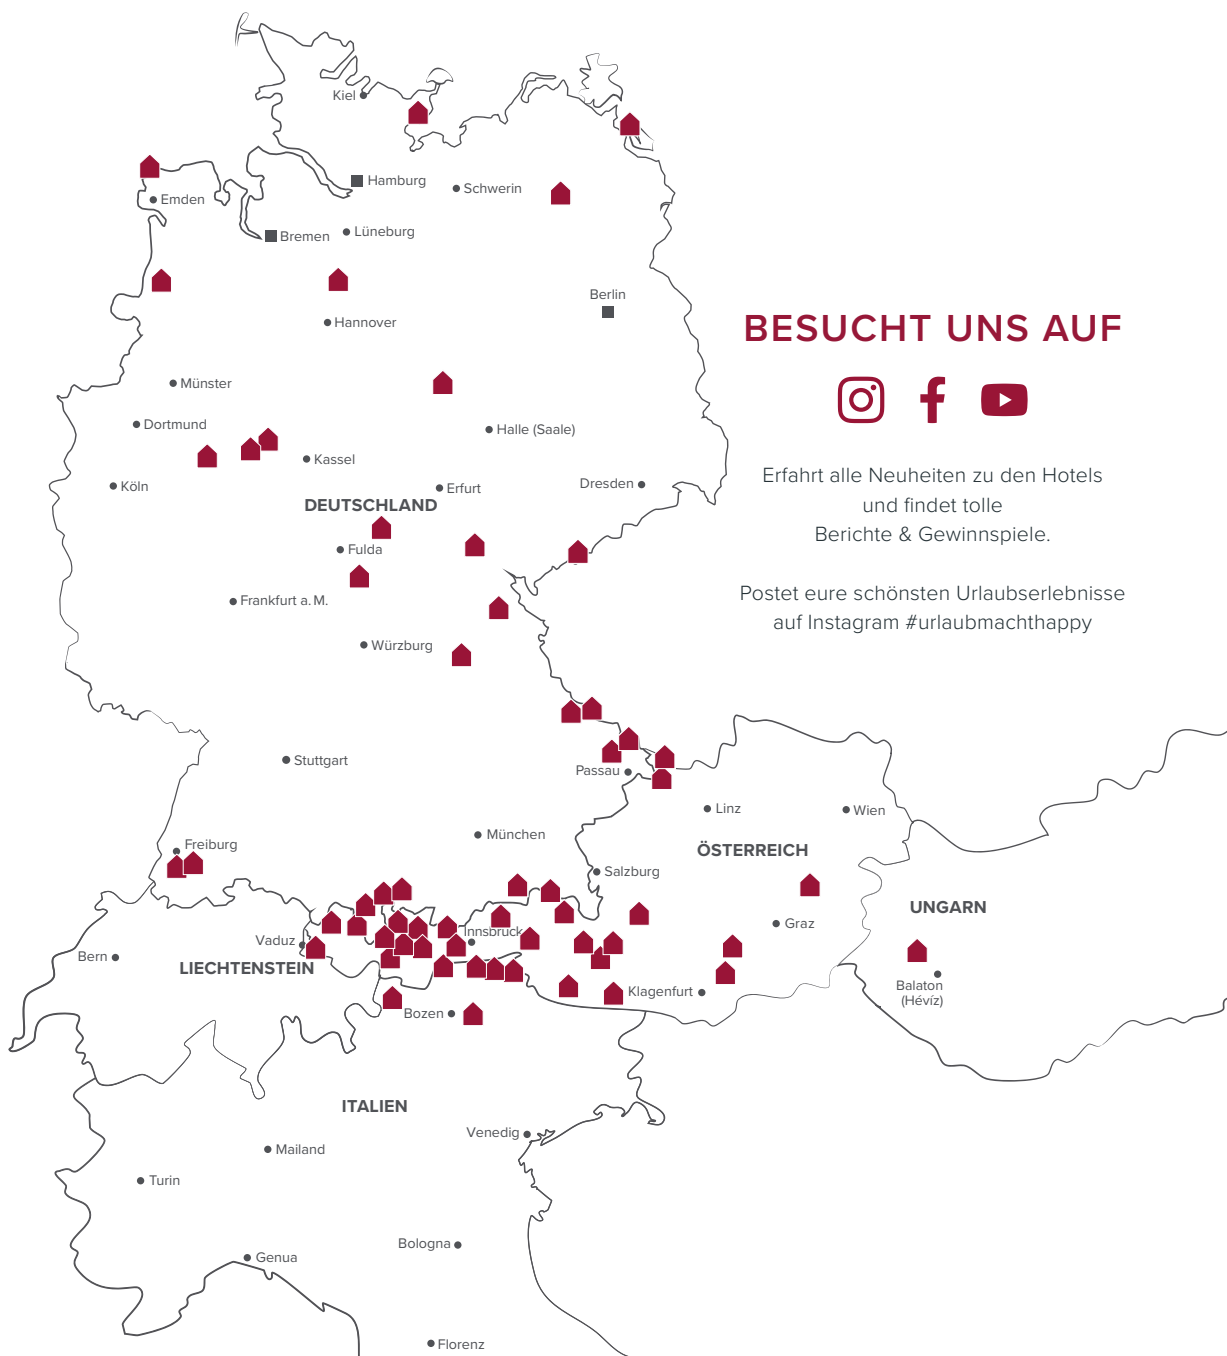 Kiel
Hamburg
Schwerin
Emden
Bremen
Lüneburg
Berlin
Hannover
BESUCHT UNS AUF
Münster
Dortmund
Halle (Saale)
Kassel
Köln
Erfurt
Dresden
DEUTSCHLAND
Erfahrt alle Neuheiten zu den Hotels
und findet tolle
Berichte & Gewinnspiele.
Fulda
Frankfurt a. M.
Postet eure schönsten Urlaubserlebnisse
auf Instagram #urlaubmachthappy
Würzburg
Stuttgart
Passau
Linz
Wien
München
Freiburg
ÖSTERREICH
Salzburg
UNGARN
Graz
Innsbruck
Vaduz
Bern
LIECHTENSTEIN
Klagenfurt
Balaton
(Hévíz)
Bozen
ITALIEN
Venedig
Mailand
Turin
Bologna
Genua
Florenz